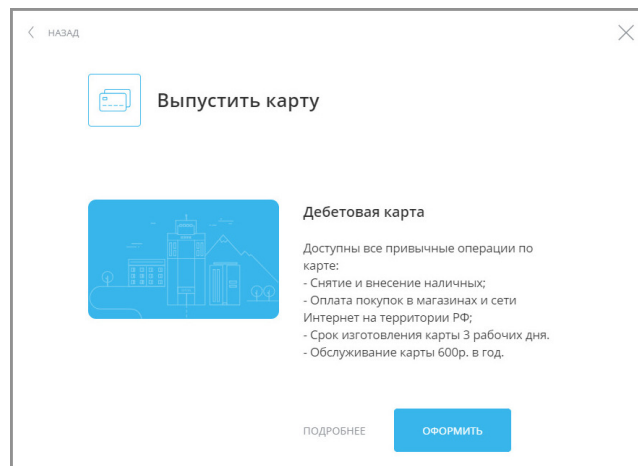 НАЗАД
Выпустить карту
Дебетовая карта
Доступны все привычные операции по
карте:
- Снятие и внесение наличных;
- Оплата покупок в магазинах и сети
Интернет на территории РФ;
- Срок изготовления карты 3 рабочих дня.
- Обслуживание карты 600р. в год.
ПОДРОБНЕЕ
ОФОРМИТЬ